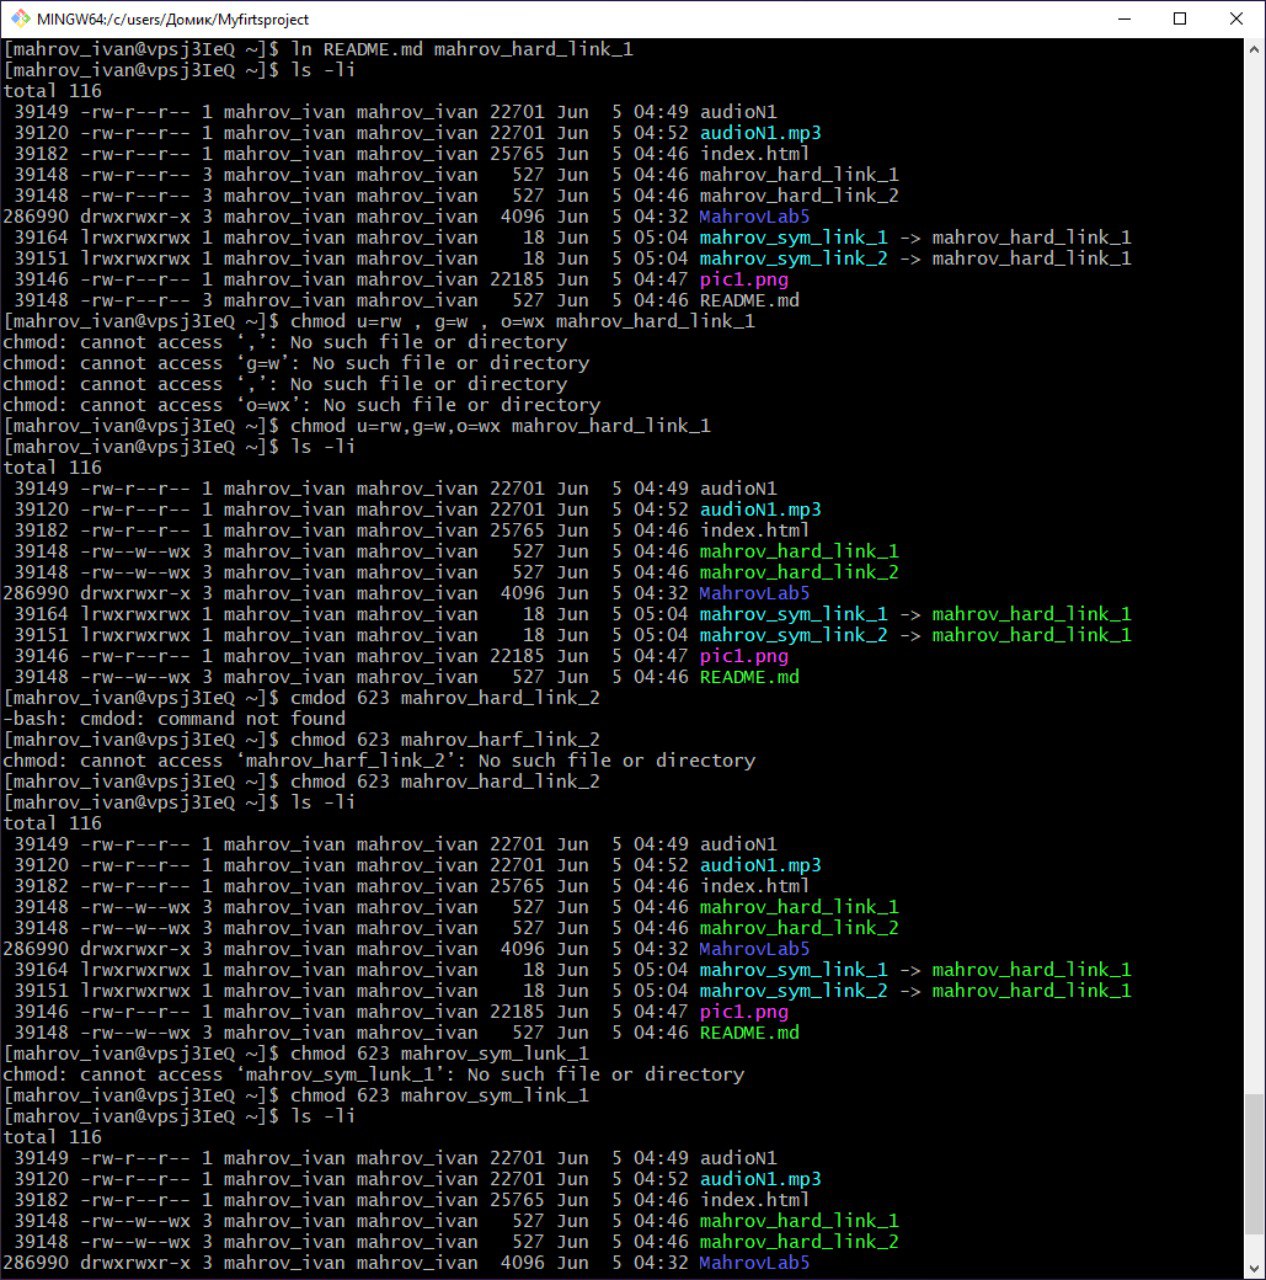 MINGW64:/c/users/Домик/Myfirtsproject
[mahrov_ivan@vpsj3IeQ ~]$ ln README.md mahrov_hard_link_1
[mahrov_ivan@vpsj3IeQ ~]$ ls -li
total 116
 39149 -rw-r--r-- 1 mahrov_ivan mahrov_ivan 22701 Jun  5 04:49 audioN1
 39120 -rw-r--r-- 1 mahrov_ivan mahrov_ivan 22701 Jun  5 04:52 audioN1.mp3
 39182 -rw-r--r-- 1 mahrov_ivan mahrov_ivan 25765 Jun  5 04:46 index.html
 39148 -rw-r--r-- 3 mahrov_ivan mahrov_ivan   527 Jun  5 04:46 mahrov_hard_link_1
 39148 -rw-r--r-- 3 mahrov_ivan mahrov_ivan   527 Jun  5 04:46 mahrov_hard_link_2
286990 drwxrwxr-x 3 mahrov_ivan mahrov_ivan  4096 Jun  5 04:32 MahrovLab5
 39164 lrwxrwxrwx 1 mahrov_ivan mahrov_ivan    18 Jun  5 05:04 mahrov_sym_link_1 -> mahrov_hard_link_1
 39151 lrwxrwxrwx 1 mahrov_ivan mahrov_ivan    18 Jun  5 05:04 mahrov_sym_link_2 -> mahrov_hard_link_1
 39146 -rw-r--r-- 1 mahrov_ivan mahrov_ivan 22185 Jun  5 04:47 pic1.png
 39148 -rw-r--r-- 3 mahrov_ivan mahrov_ivan   527 Jun  5 04:46 README.md
[mahrov_ivan@vpsj3IeQ ~]$ chmod u=rw , g=w , o=wx mahrov_hard_link_1
chmod: cannot access ‘,’: No such file or directory
chmod: cannot access ‘g=w’: No such file or directory
chmod: cannot access ‘,’: No such file or directory
chmod: cannot access ‘o=wx’: No such file or directory
[mahrov_ivan@vpsj3IeQ ~]$ chmod u=rw,g=w,o=wx mahrov_hard_link_1
[mahrov_ivan@vpsj3IeQ ~]$ ls -li
total 116
 39149 -rw-r--r-- 1 mahrov_ivan mahrov_ivan 22701 Jun  5 04:49 audioN1
 39120 -rw-r--r-- 1 mahrov_ivan mahrov_ivan 22701 Jun  5 04:52 audioN1.mp3
 39182 -rw-r--r-- 1 mahrov_ivan mahrov_ivan 25765 Jun  5 04:46 index.html
 39148 -rw--w--wx 3 mahrov_ivan mahrov_ivan   527 Jun  5 04:46 mahrov_hard_link_1
 39148 -rw--w--wx 3 mahrov_ivan mahrov_ivan   527 Jun  5 04:46 mahrov_hard_link_2
286990 drwxrwxr-x 3 mahrov_ivan mahrov_ivan  4096 Jun  5 04:32 MahrovLab5
 39164 lrwxrwxrwx 1 mahrov_ivan mahrov_ivan    18 Jun  5 05:04 mahrov_sym_link_1 -> mahrov_hard_link_1
 39151 lrwxrwxrwx 1 mahrov_ivan mahrov_ivan    18 Jun  5 05:04 mahrov_sym_link_2 -> mahrov_hard_link_1
 39146 -rw-r--r-- 1 mahrov_ivan mahrov_ivan 22185 Jun  5 04:47 pic1.png
 39148 -rw--w--wx 3 mahrov_ivan mahrov_ivan   527 Jun  5 04:46 README.md
[mahrov_ivan@vpsj3IeQ ~]$ cmdod 623 mahrov_hard_link_2
-bash: cmdod: command not found
[mahrov_ivan@vpsj3IeQ ~]$ chmod 623 mahrov_harf_link_2
chmod: cannot access ‘mahrov_harf_link_2’: No such file or directory
[mahrov_ivan@vpsj3IeQ ~]$ chmod 623 mahrov_hard_link_2
[mahrov_ivan@vpsj3IeQ ~]$ ls -li
total 116
 39149 -rw-r--r-- 1 mahrov_ivan mahrov_ivan 22701 Jun  5 04:49 audioN1
 39120 -rw-r--r-- 1 mahrov_ivan mahrov_ivan 22701 Jun  5 04:52 audioN1.mp3
 39182 -rw-r--r-- 1 mahrov_ivan mahrov_ivan 25765 Jun  5 04:46 index.html
 39148 -rw--w--wx 3 mahrov_ivan mahrov_ivan   527 Jun  5 04:46 mahrov_hard_link_1
 39148 -rw--w--wx 3 mahrov_ivan mahrov_ivan   527 Jun  5 04:46 mahrov_hard_link_2
286990 drwxrwxr-x 3 mahrov_ivan mahrov_ivan  4096 Jun  5 04:32 MahrovLab5
 39164 lrwxrwxrwx 1 mahrov_ivan mahrov_ivan    18 Jun  5 05:04 mahrov_sym_link_1 -> mahrov_hard_link_1
 39151 lrwxrwxrwx 1 mahrov_ivan mahrov_ivan    18 Jun  5 05:04 mahrov_sym_link_2 -> mahrov_hard_link_1
 39146 -rw-r--r-- 1 mahrov_ivan mahrov_ivan 22185 Jun  5 04:47 pic1.png
 39148 -rw--w--wx 3 mahrov_ivan mahrov_ivan   527 Jun  5 04:46 README.md
[mahrov_ivan@vpsj3IeQ ~]$ chmod 623 mahrov_sym_lunk_1
chmod: cannot access ‘mahrov_sym_lunk_1’: No such file or directory
[mahrov_ivan@vpsj3IeQ ~]$ chmod 623 mahrov_sym_link_1
[mahrov_ivan@vpsj3IeQ ~]$ ls -li
total 116
 39149 -rw-r--r-- 1 mahrov_ivan mahrov_ivan 22701 Jun  5 04:49 audioN1
 39120 -rw-r--r-- 1 mahrov_ivan mahrov_ivan 22701 Jun  5 04:52 audioN1.mp3
 39182 -rw-r--r-- 1 mahrov_ivan mahrov_ivan 25765 Jun  5 04:46 index.html
 39148 -rw--w--wx 3 mahrov_ivan mahrov_ivan   527 Jun  5 04:46 mahrov_hard_link_1
 39148 -rw--w--wx 3 mahrov_ivan mahrov_ivan   527 Jun  5 04:46 mahrov_hard_link_2
286990 drwxrwxr-x 3 mahrov_ivan mahrov_ivan  4096 Jun  5 04:32 MahrovLab5